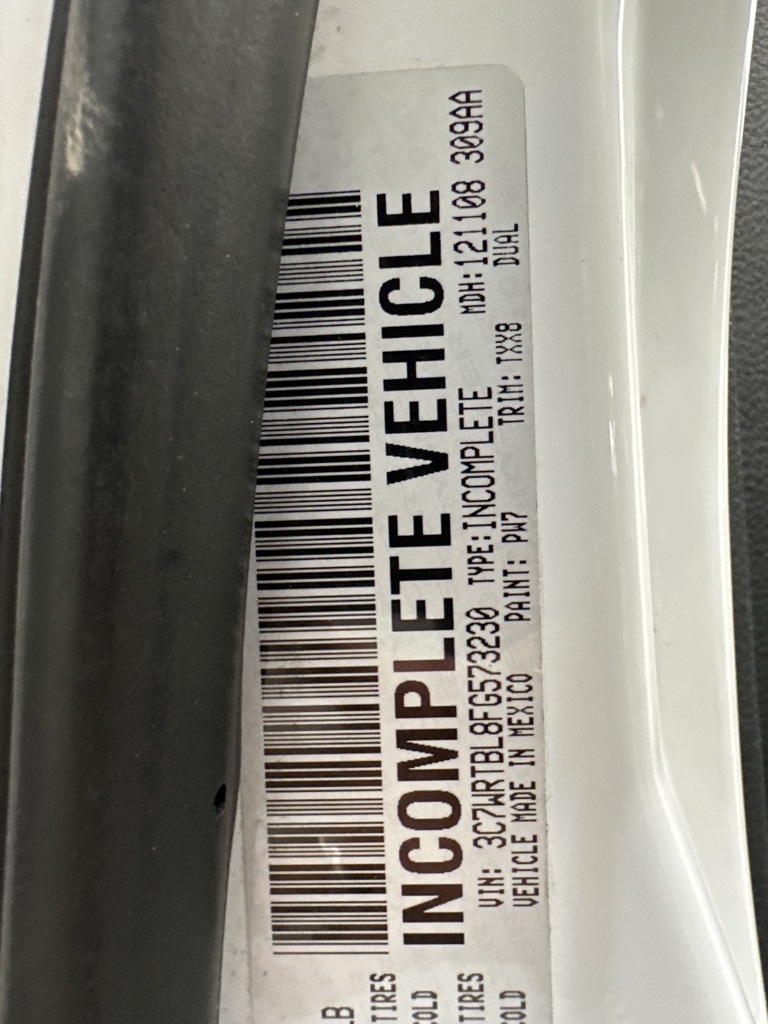 LB
TIRES
COLD
TIRES
COLD
INCOMPLETE VEHICLE
VIN: 3C7WRTBL8FG573230 TYPE:INCOMPLETE MDH:121108 309AA
VEHICLE MADE IN MEXICO PAINT: PW7 TRIM: TXX8 DUAL